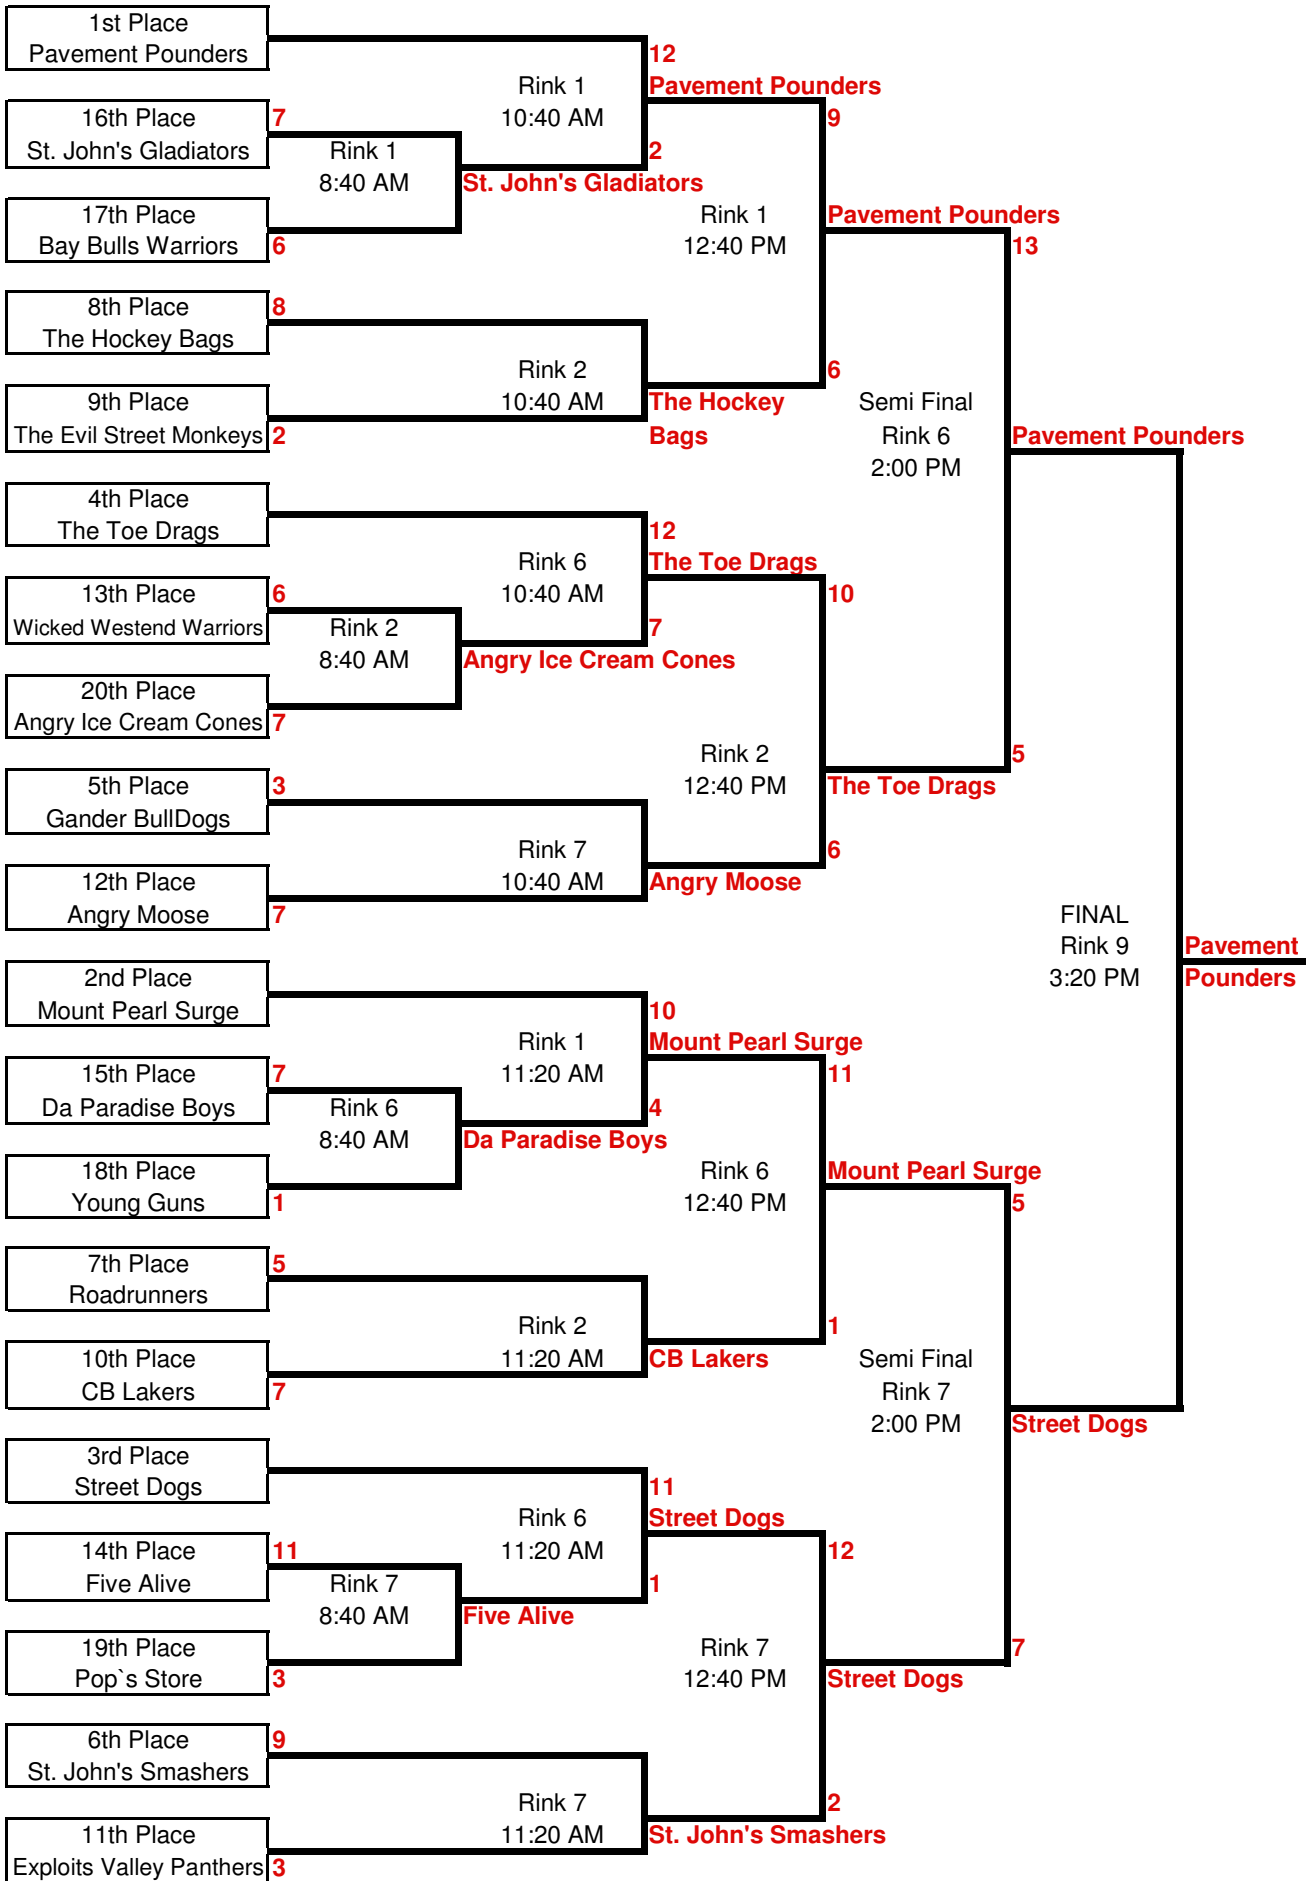 1st Place
Pavement Pounders
12
Rink 1
Pavement Pounders
10:40 AM
9
16th Place
7
St. John's Gladiators
Rink 1
2
8:40 AM
St. John's Gladiators
17th Place
Rink 1
Pavement Pounders
Bay Bulls Warriors
6
12:40 PM
13
8th Place
8
The Hockey Bags
Rink 2
6
9th Place
10:40 AM
The Hockey
Semi Final
The Evil Street Monkeys
2
Bags
Rink 6
Pavement Pounders
2:00 PM
4th Place
The Toe Drags
12
Rink 6
The Toe Drags
13th Place
6
10:40 AM
10
Wicked Westend Warriors
Rink 2
7
8:40 AM
Angry Ice Cream Cones
20th Place
Angry Ice Cream Cones
7
Rink 2
5
5th Place
3
12:40 PM
The Toe Drags
Gander BullDogs
Rink 7
6
12th Place
10:40 AM
Angry Moose
Angry Moose
7
FINAL
Rink 9
Pavement
2nd Place
3:20 PM
Pounders
Mount Pearl Surge
10
Rink 1
Mount Pearl Surge
15th Place
7
11:20 AM
11
Da Paradise Boys
Rink 6
4
8:40 AM
Da Paradise Boys
18th Place
Rink 6
Mount Pearl Surge
Young Guns
1
12:40 PM
5
7th Place
5
Roadrunners
Rink 2
1
10th Place
11:20 AM
CB Lakers
Semi Final
CB Lakers
7
Rink 7
2:00 PM
Street Dogs
3rd Place
Street Dogs
11
Rink 6
Street Dogs
14th Place
11
11:20 AM
12
Five Alive
Rink 7
1
8:40 AM
Five Alive
19th Place
Rink 7
7
Pop`s Store
3
12:40 PM
Street Dogs
6th Place
9
St. John's Smashers
Rink 7
2
11th Place
11:20 AM
St. John's Smashers
Exploits Valley Panthers
3